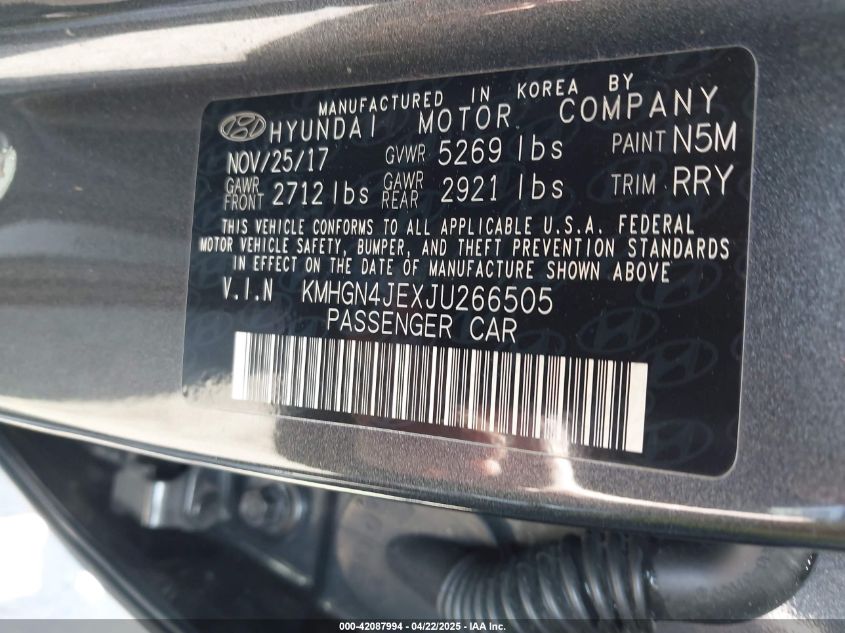 MANUFACTURED IN KOREA BY
HYUNDAI MOTOR COMPANY
NOV/25/17 GVWR 5269 lbs PAINT N5M
GAWR FRONT 2712 lbs GAWR REAR 2921 lbs TRIM RRY
THIS VEHICLE CONFORMS TO ALL APPLICABLE U.S.A. FEDERAL
MOTOR VEHICLE SAFETY, BUMPER, AND THEFT PREVENTION STANDARDS
IN EFFECT ON THE DATE OF MANUFACTURE SHOWN ABOVE
V.I.N KMHGN4JEXJU266505
PASSENGER CAR
000-42087994 - 04/22/2025 - IAA Inc.